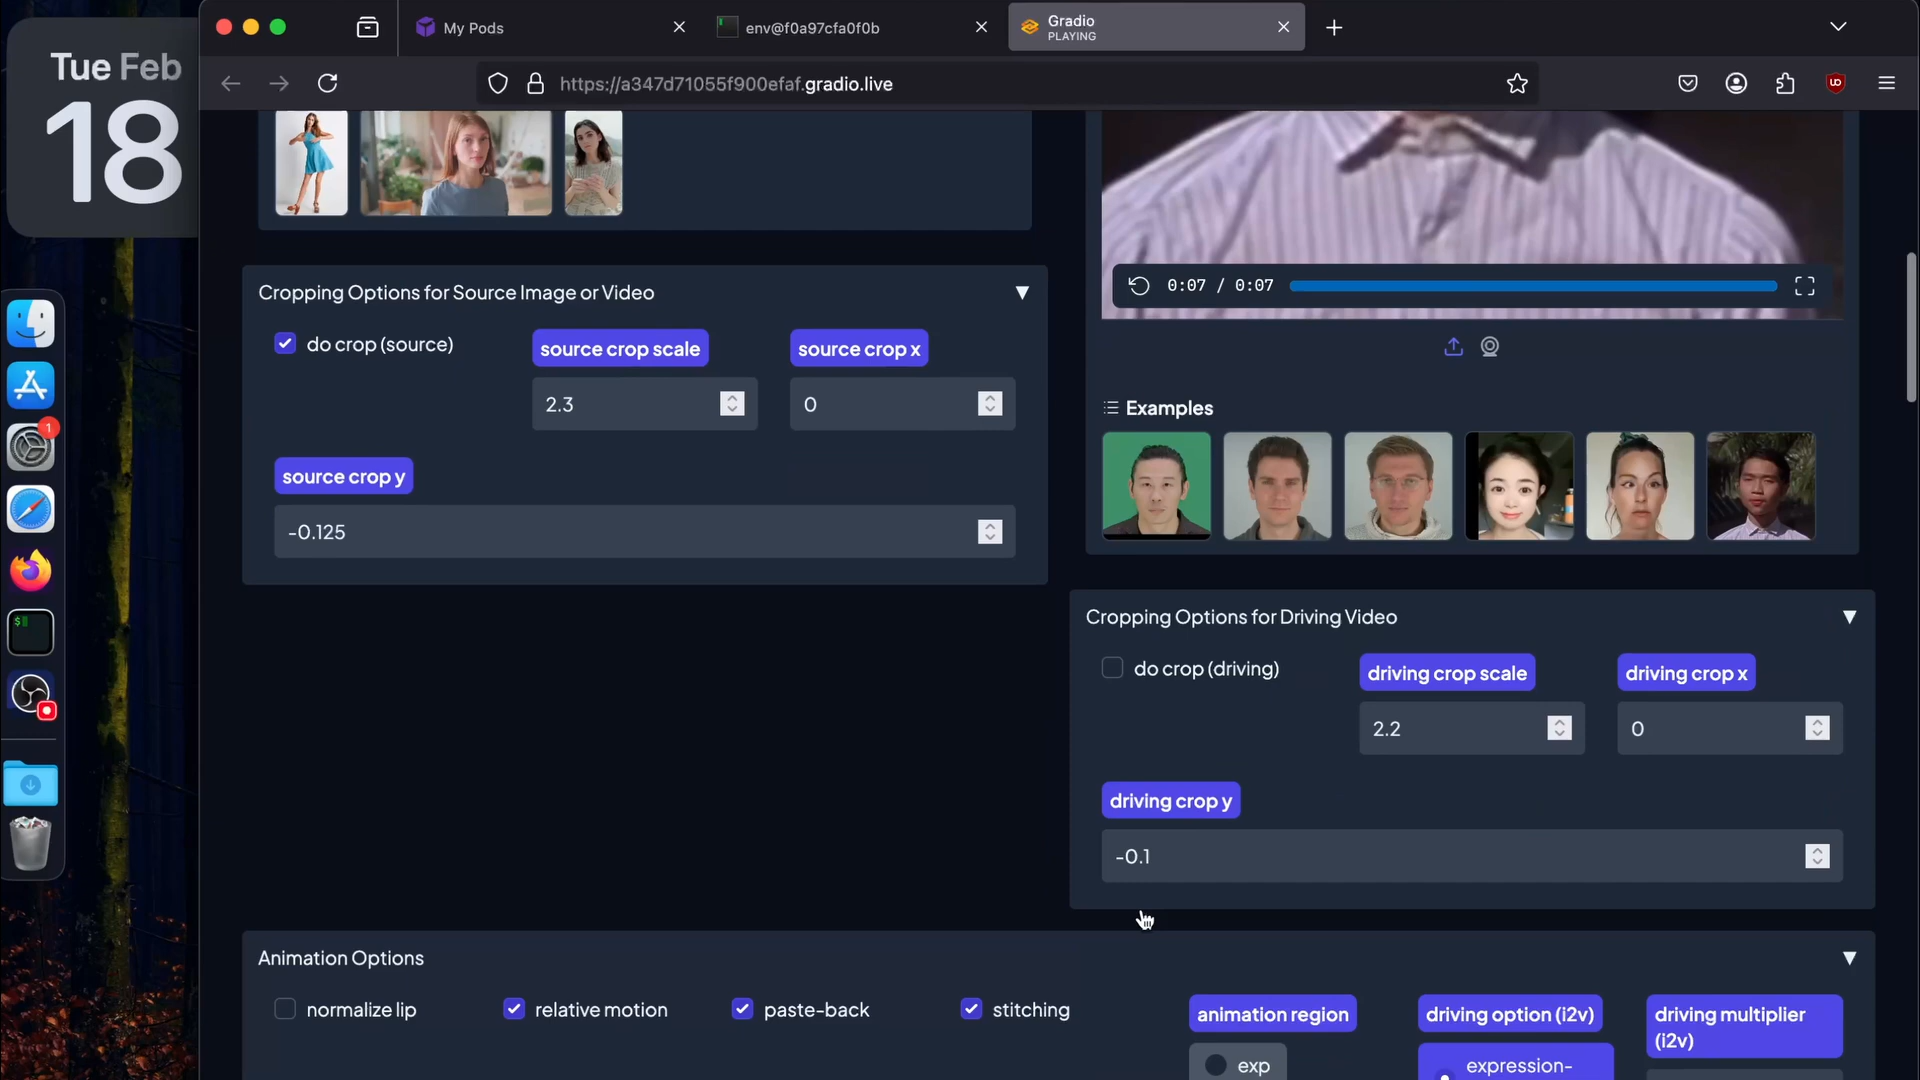 Tue Feb
18
My Pods
env@f0a97cfa0f0b
Gradio
PLAYING
https://a347d71055f900efaf.gradio.live
UD
0:07 / 0:07
Cropping Options for Source Image or Video
do crop (source)
source crop scale
source crop x
2.3
0
source crop y
-0.125
Examples
Cropping Options for Driving Video
do crop (driving)
driving crop scale
driving crop x
2.2
0
driving crop y
-0.1
Animation Options
normalize lip
relative motion
paste-back
stitching
animation region
driving option (i2v)
driving multiplier
(i2v)
exp
expression-
1
$